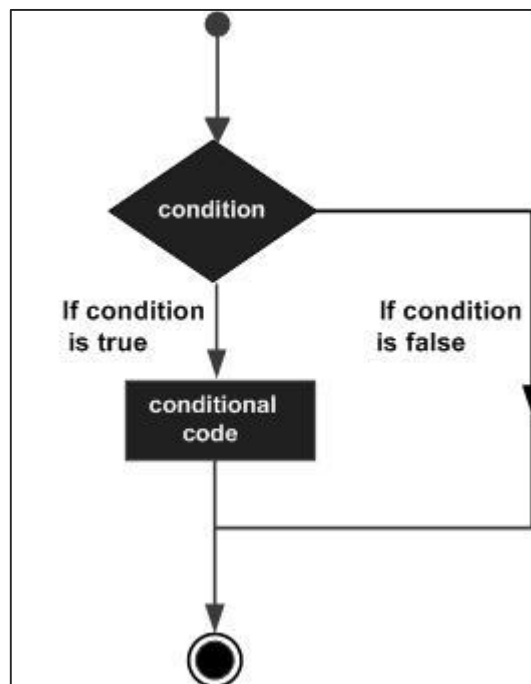 condition
If condition
is true
If condition
is false
conditional
code